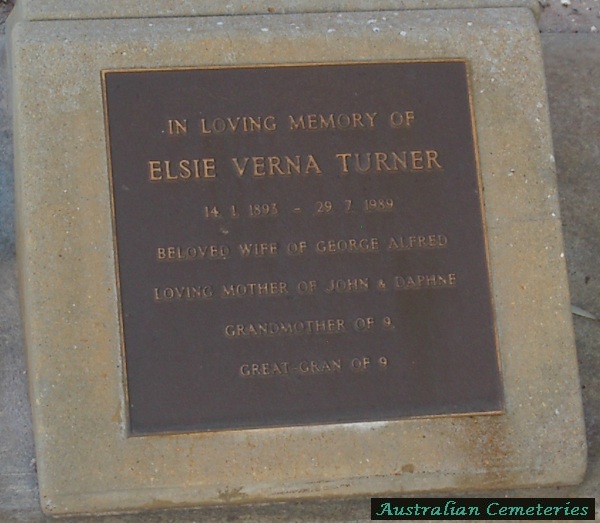 IN LOVING MEMORY OF
ELSIE VERNA TURNER
14. 1. 1893 - 29. 7. 1989
BELOVED WIFE OF GEORGE ALFRED
LOVING MOTHER OF JOHN & DAPHNE
GRANDMOTHER OF 9,
GREAT-GRAN OF 9
Australian Cemeteries